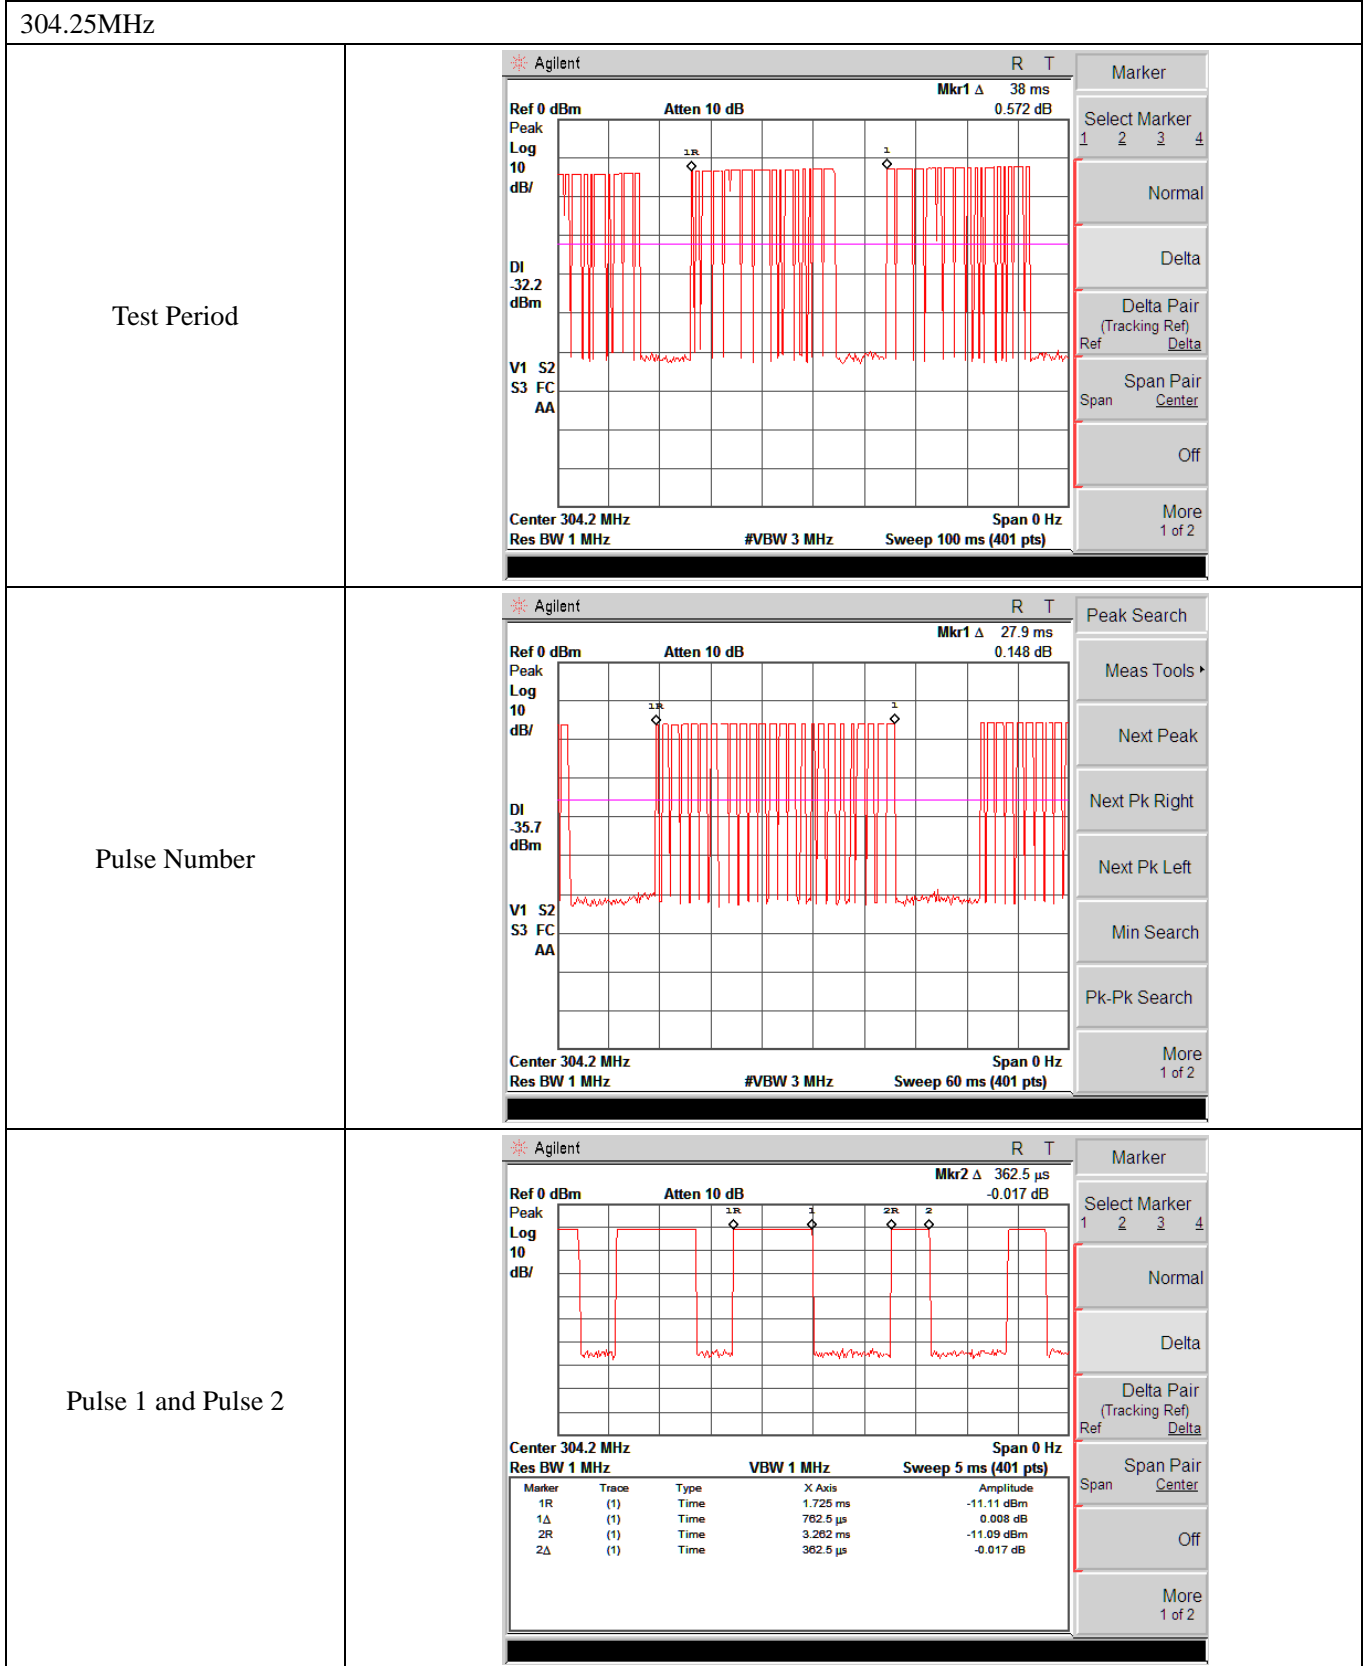 304.25MHz
Test Period
Agilent R T
Mkr1 Δ 38 ms
Ref 0 dBm Atten 10 dB 0.572 dB
Peak
Log
10
dB/
1R 1
DI
-32.2
dBm
V1 S2
S3 FC
AA
Center 304.2 MHz Span 0 Hz
Res BW 1 MHz #VBW 3 MHz Sweep 100 ms (401 pts)
Marker
Select Marker
1 2 3 4
Normal
Delta
Delta Pair
(Tracking Ref)
Ref Delta
Span Pair
Span Center
Off
More
1 of 2
Pulse Number
Agilent R T
Mkr1 Δ 27.9 ms
Ref 0 dBm Atten 10 dB 0.148 dB
Peak
Log
10
dB/
1R 1
DI
-35.7
dBm
V1 S2
S3 FC
AA
Center 304.2 MHz Span 0 Hz
Res BW 1 MHz #VBW 3 MHz Sweep 60 ms (401 pts)
Peak Search
Meas Tools
Next Peak
Next Pk Right
Next Pk Left
Min Search
Pk-Pk Search
More
1 of 2
Pulse 1 and Pulse 2
Agilent R T
Mkr2 Δ 362.5 µs
Ref 0 dBm Atten 10 dB -0.017 dB
Peak
Log
10
dB/
1R 1 2R 2
Center 304.2 MHz Span 0 Hz
Res BW 1 MHz VBW 1 MHz Sweep 5 ms (401 pts)
Marker Trace Type X Axis Amplitude
1R (1) Time 1.725 ms -11.11 dBm
1Δ (1) Time 762.5 µs 0.008 dB
2R (1) Time 3.262 ms -11.09 dBm
2Δ (1) Time 362.5 µs -0.017 dB
Marker
Select Marker
1 2 3 4
Normal
Delta
Delta Pair
(Tracking Ref)
Ref Delta
Span Pair
Span Center
Off
More
1 of 2